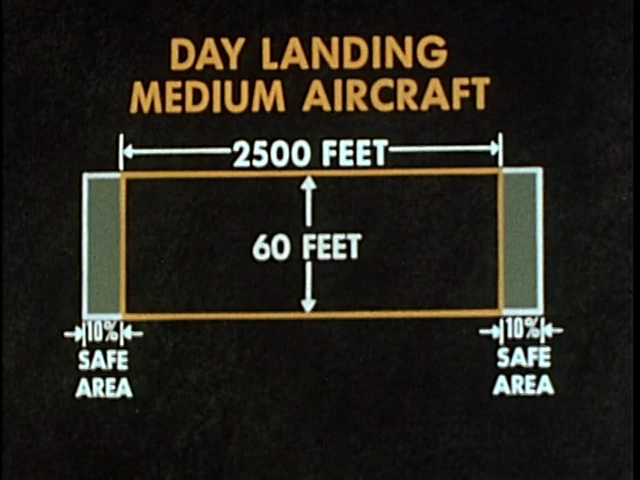 DAY LANDING
MEDIUM AIRCRAFT
2500 FEET
60 FEET
10%
SAFE
AREA
10%
SAFE
AREA